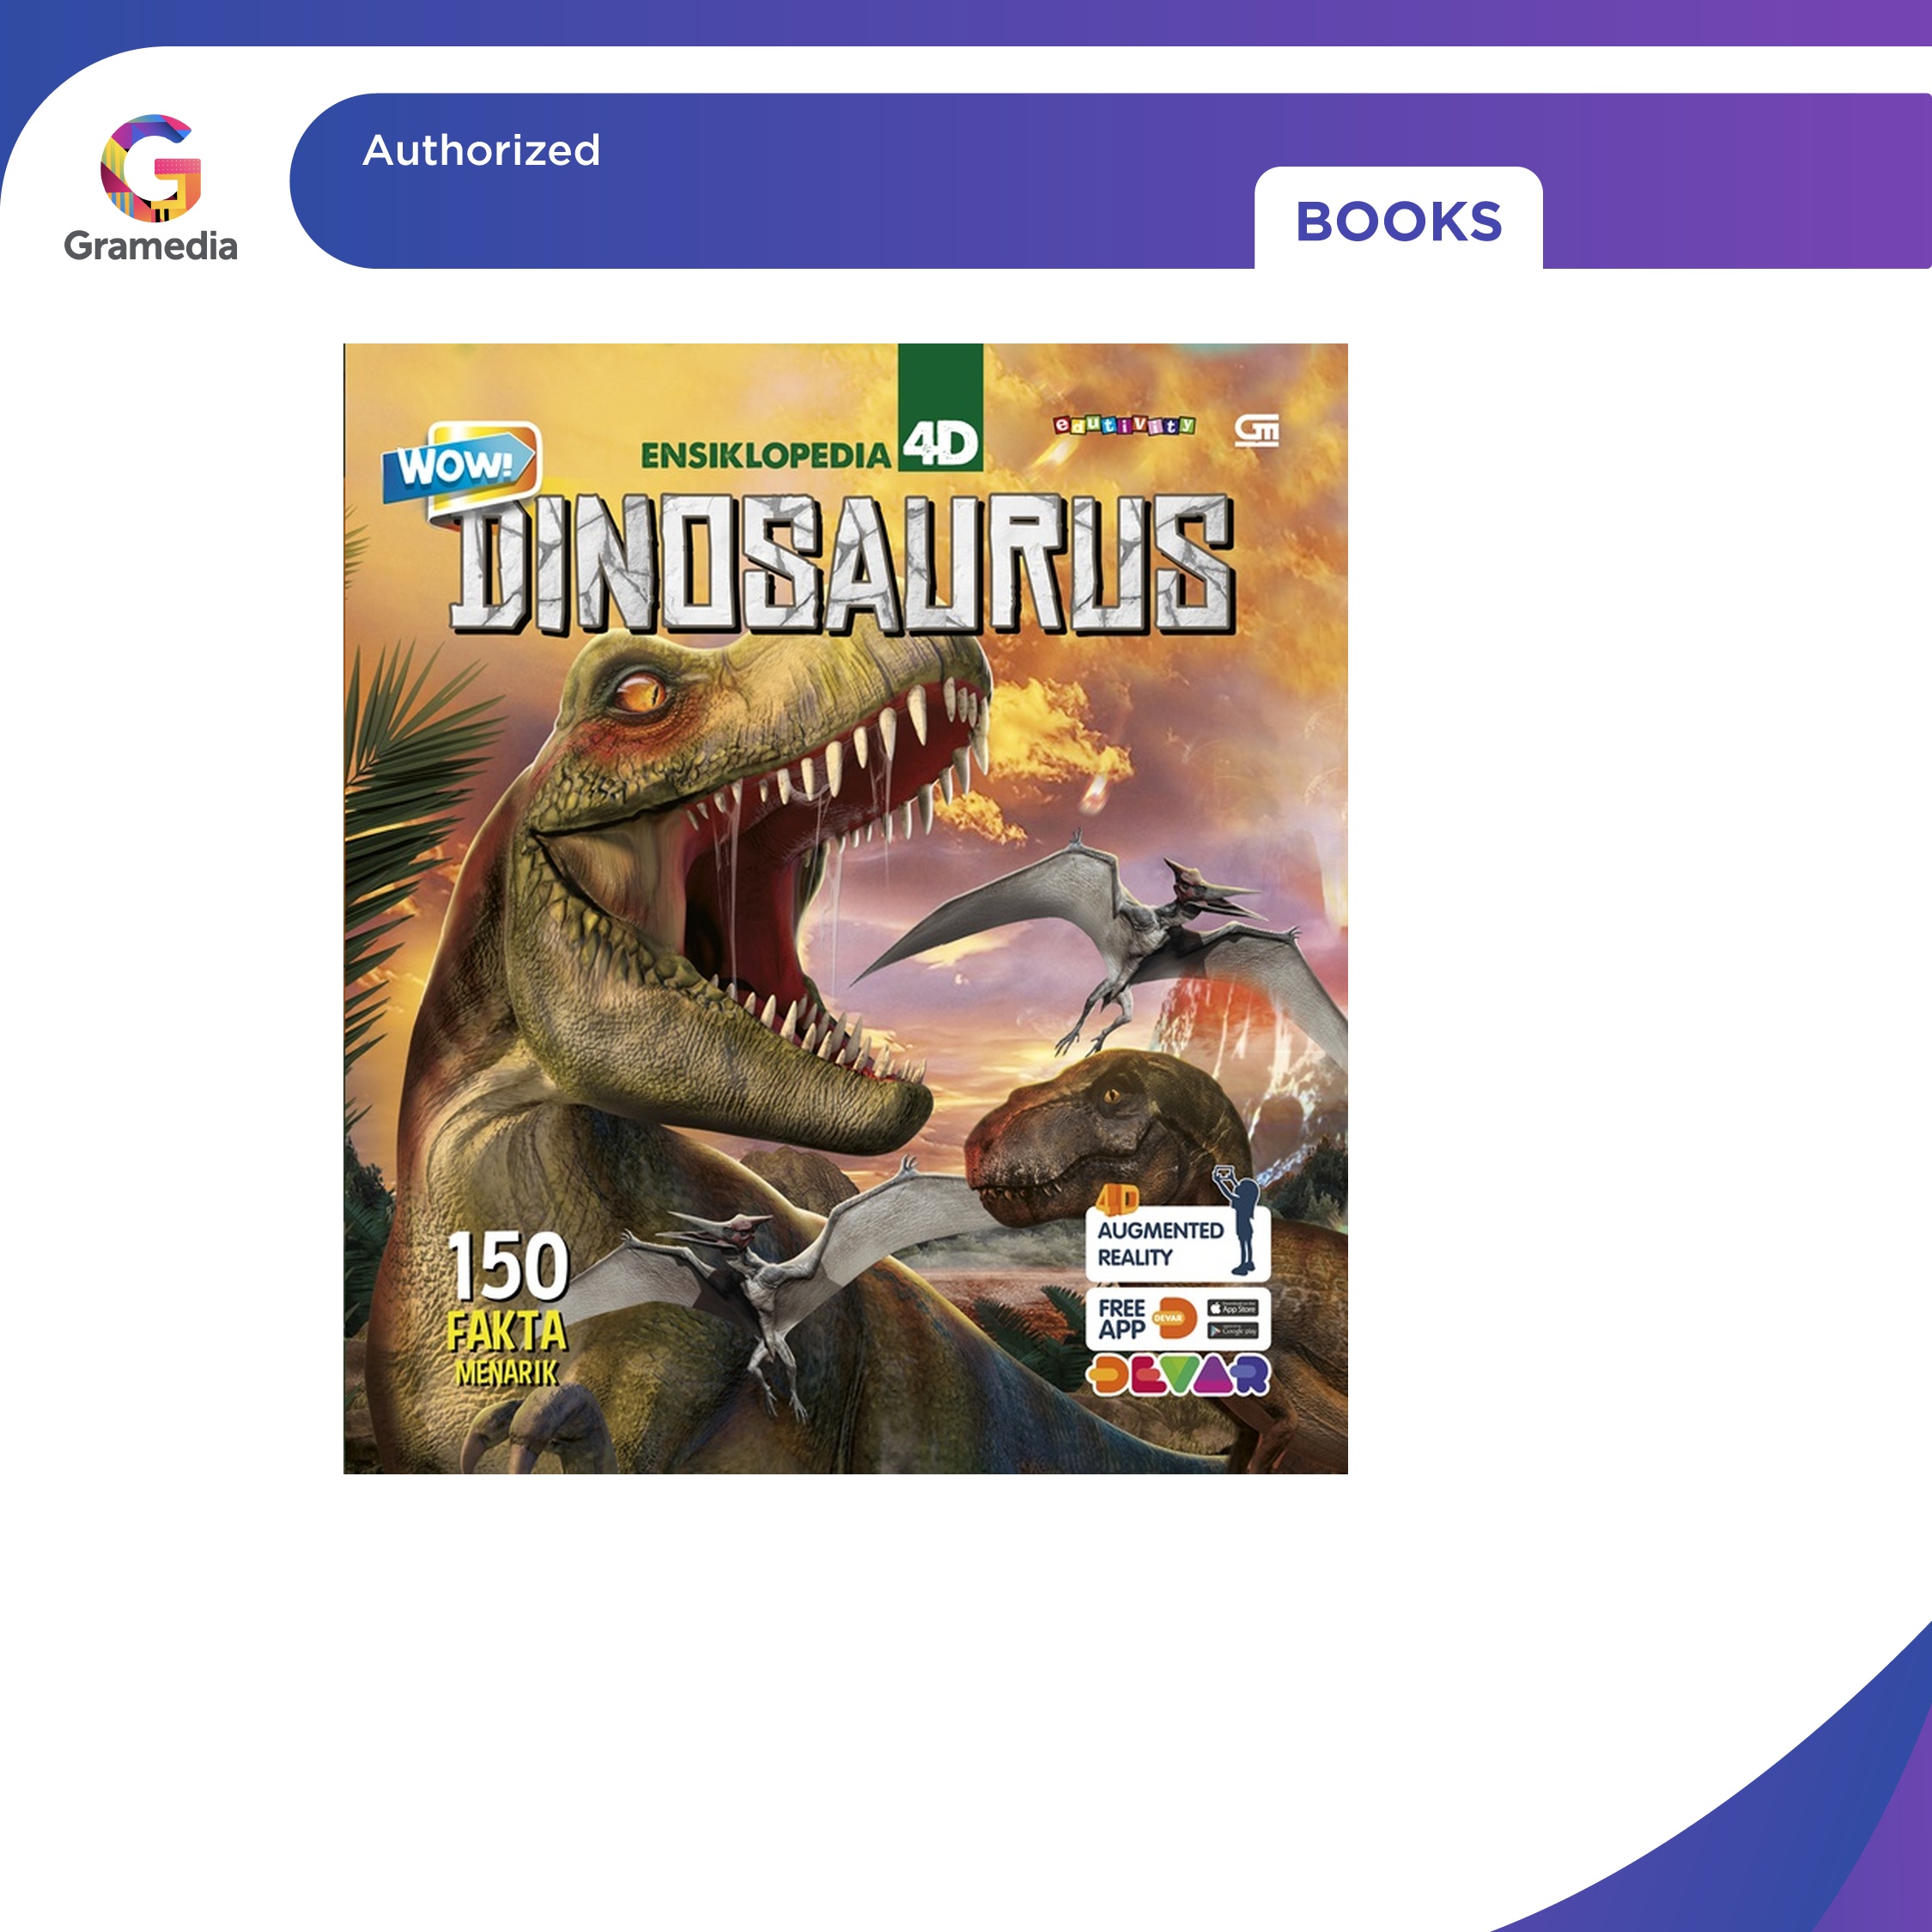 Authorized
Gramedia
BOOKS
WOW!
ENSIKLOPEDIA 4D
edutivity
GM
DINOSAURUS
150
FAKTA
MENARIK
4D
AUGMENTED
REALITY
FREE
APP
DEVAR
App Store
Google play
DEVAR